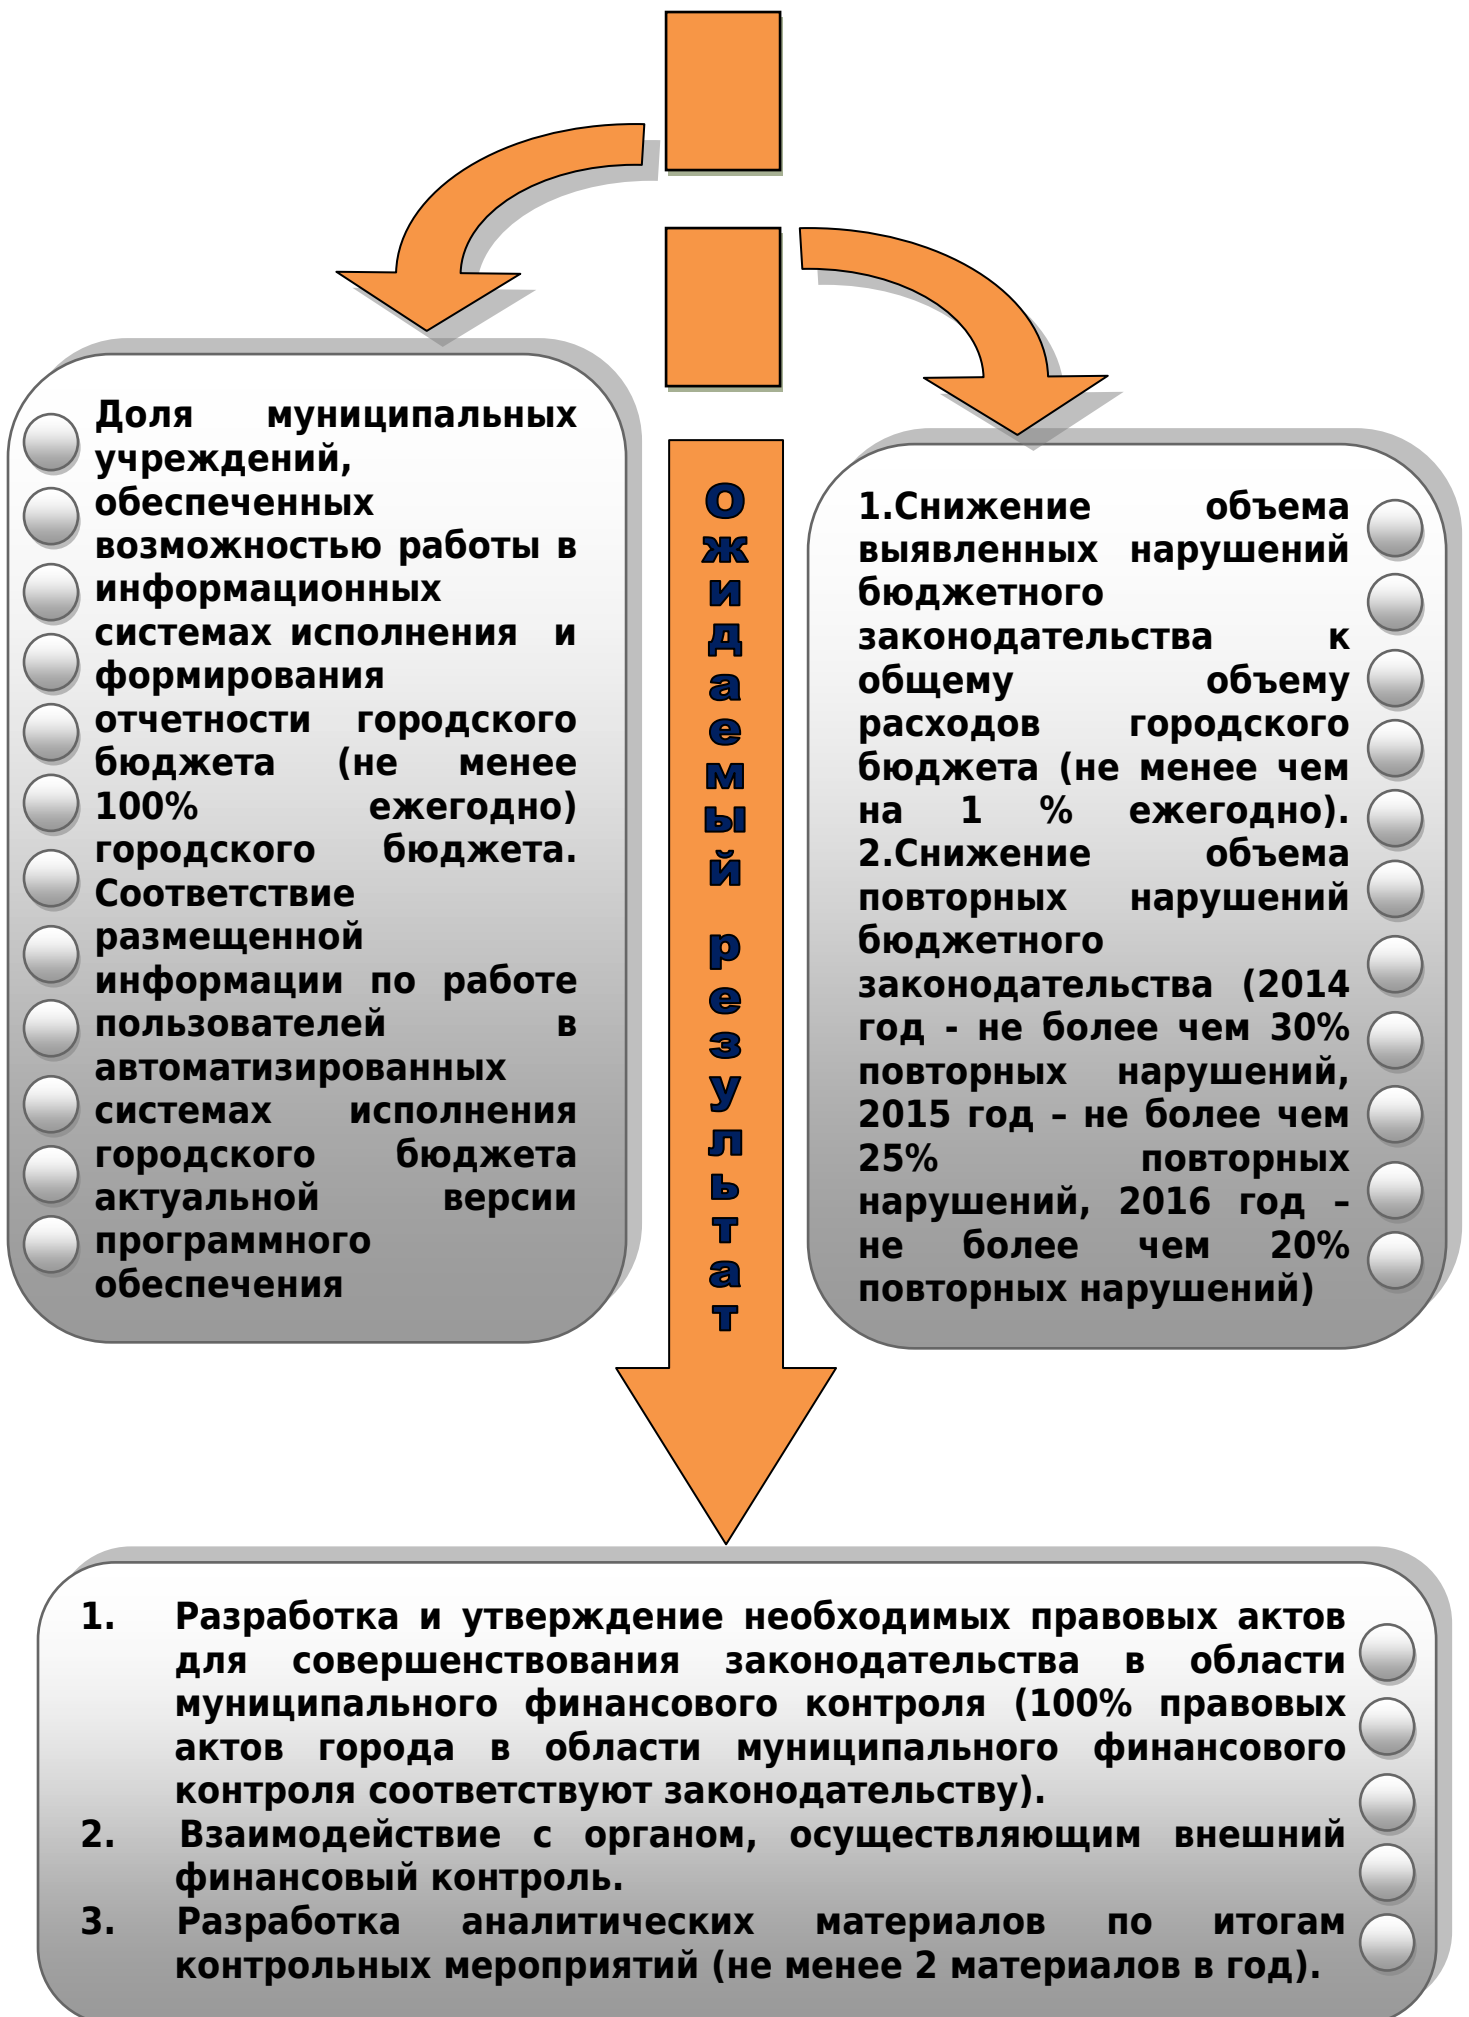 Доля муниципальных
учреждений,
обеспеченных
возможностью работы в
информационных
системах исполнения и
формирования
отчетности городского
бюджета (не менее
100% ежегодно)
городского бюджета.
Соответствие
размещенной
информации по работе
пользователей в
автоматизированных
системах исполнения
городского бюджета
актуальной версии
программного
обеспечения
Ожидаемый результат
1.Снижение объема
выявленных нарушений
бюджетного
законодательства к
общему объему
расходов городского
бюджета (не менее чем
на 1 % ежегодно).
2.Снижение объема
повторных нарушений
бюджетного
законодательства (2014
год - не более чем 30%
повторных нарушений,
2015 год – не более чем
25% повторных
нарушений, 2016 год –
не более чем 20%
повторных нарушений)
1. Разработка и утверждение необходимых правовых актов
для совершенствования законодательства в области
муниципального финансового контроля (100% правовых
актов города в области муниципального финансового
контроля соответствуют законодательству).
2. Взаимодействие с органом, осуществляющим внешний
финансовый контроль.
3. Разработка аналитических материалов по итогам
контрольных мероприятий (не менее 2 материалов в год).